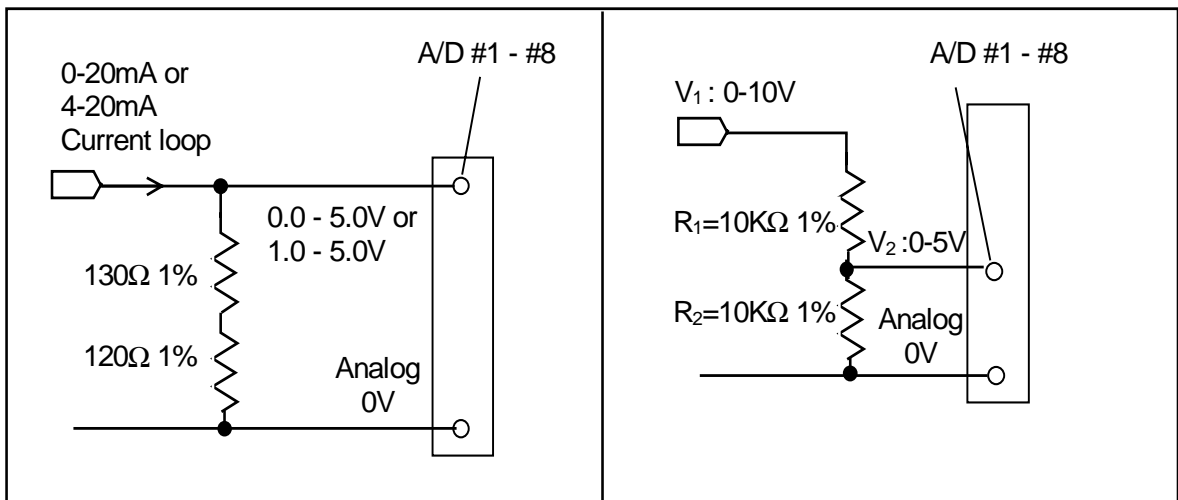 A/D #1 - #8
0-20mA or
4-20mA
Current loop
0.0 - 5.0V or
1.0 - 5.0V
130Ω 1%
120Ω 1%
Analog
0V
A/D #1 - #8
V₁ : 0-10V
R₁=10KΩ 1%
V₂ :0-5V
R₂=10KΩ 1%
Analog
0V